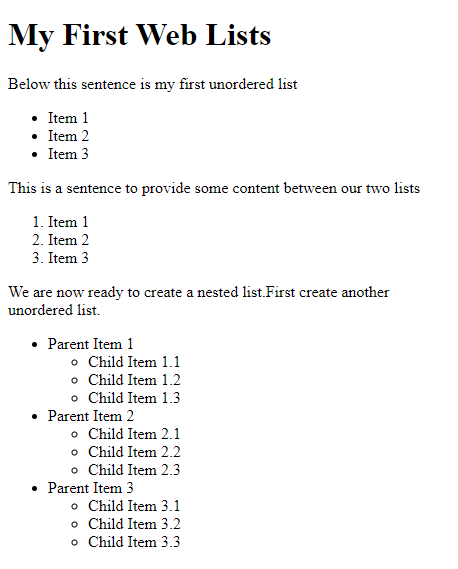 My First Web Lists
Below this sentence is my first unordered list
• Item 1
• Item 2
• Item 3
This is a sentence to provide some content between our two lists
1. Item 1
2. Item 2
3. Item 3
We are now ready to create a nested list.First create another
unordered list.
• Parent Item 1
◦ Child Item 1.1
◦ Child Item 1.2
◦ Child Item 1.3
• Parent Item 2
◦ Child Item 2.1
◦ Child Item 2.2
◦ Child Item 2.3
• Parent Item 3
◦ Child Item 3.1
◦ Child Item 3.2
◦ Child Item 3.3